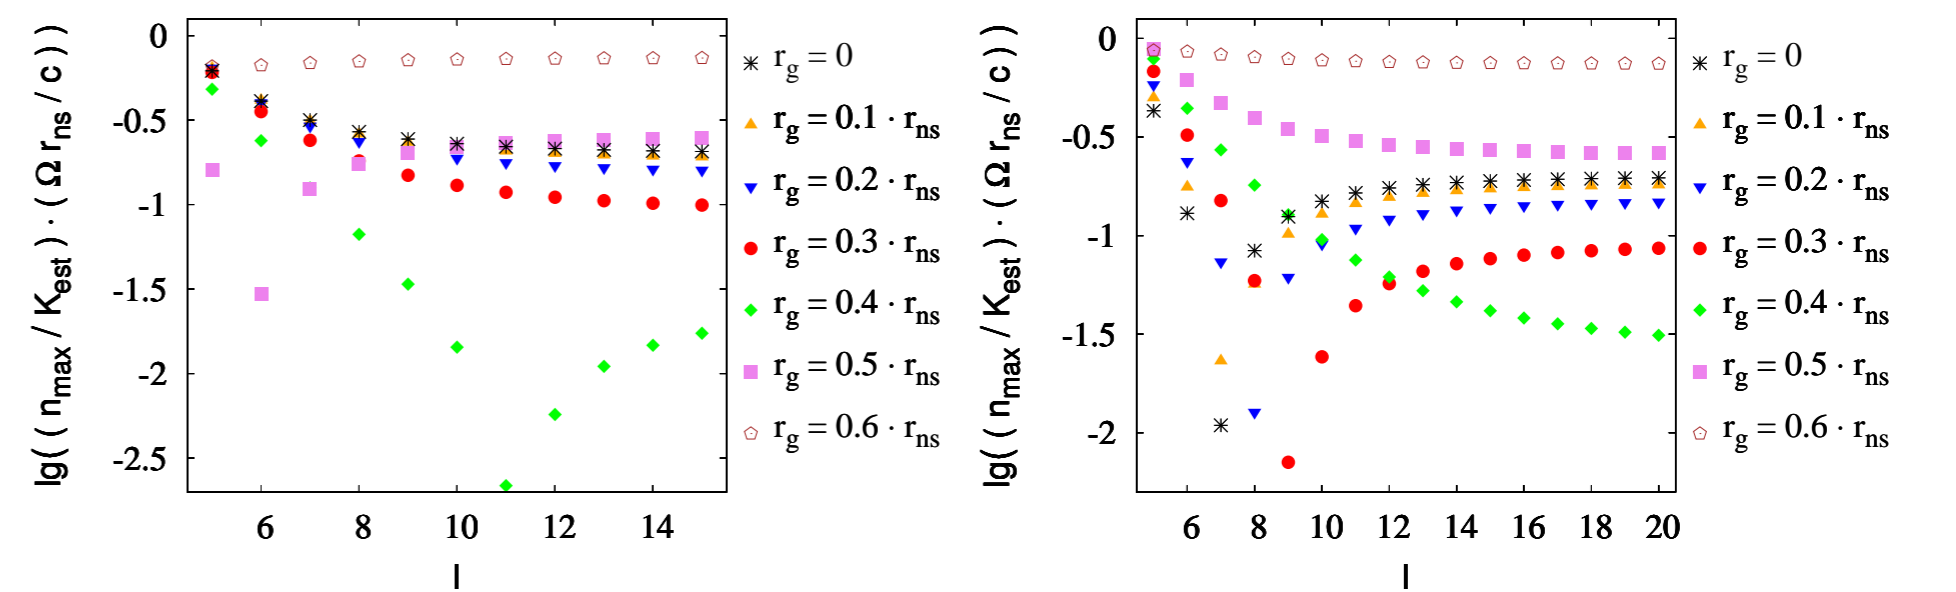 lg( ( n_max / K_est ) · ( Ω r_ns / c ) )
0
-0.5
-1
-1.5
-2
-2.5
6 8 10 12 14
l
r_g = 0
r_g = 0.1 · r_ns
r_g = 0.2 · r_ns
r_g = 0.3 · r_ns
r_g = 0.4 · r_ns
r_g = 0.5 · r_ns
r_g = 0.6 · r_ns
lg( ( n_max / K_est ) · ( Ω r_ns / c ) )
0
-0.5
-1
-1.5
-2
6 8 10 12 14 16 18 20
l
r_g = 0
r_g = 0.1 · r_ns
r_g = 0.2 · r_ns
r_g = 0.3 · r_ns
r_g = 0.4 · r_ns
r_g = 0.5 · r_ns
r_g = 0.6 · r_ns